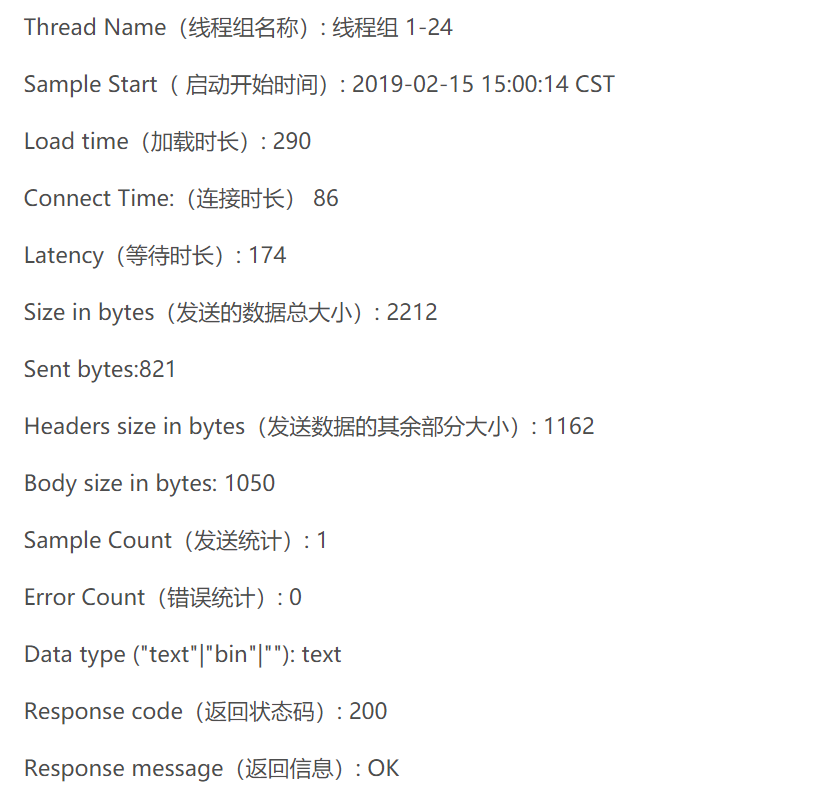 Thread Name（线程组名称）: 线程组 1-24
Sample Start（ 启动开始时间）: 2019-02-15 15:00:14 CST
Load time（加载时长）: 290
Connect Time:（连接时长） 86
Latency（等待时长）: 174
Size in bytes（发送的数据总大小）: 2212
Sent bytes:821
Headers size in bytes（发送数据的其余部分大小）: 1162
Body size in bytes: 1050
Sample Count（发送统计）: 1
Error Count（错误统计）: 0
Data type ("text"|"bin"|""): text
Response code（返回状态码）: 200
Response message（返回信息）: OK